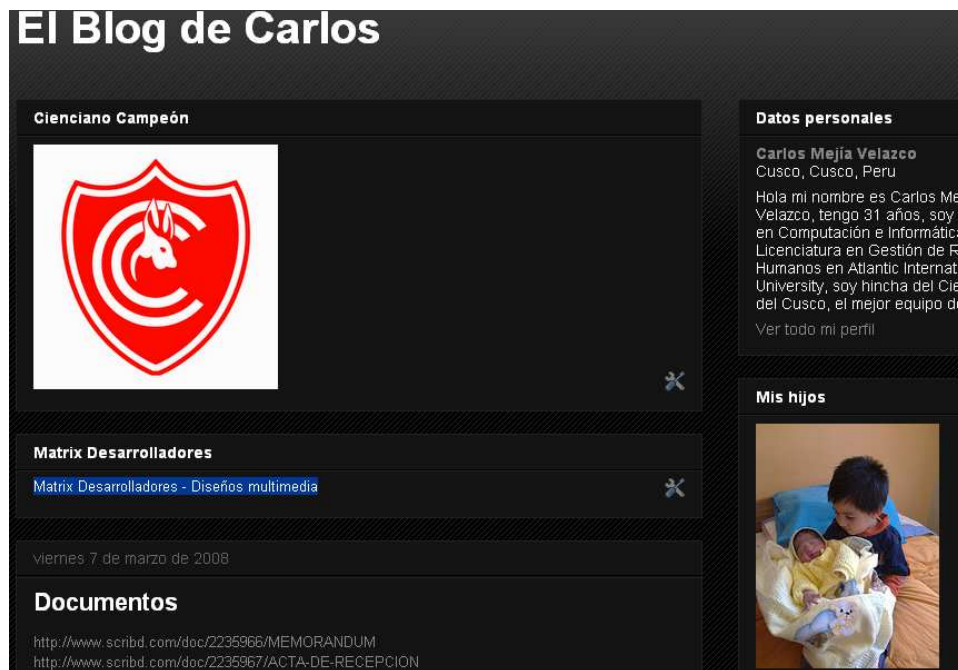 El Blog de Carlos
Cienciano Campeón
Matrix Desarrolladores
Matrix Desarrolladores - Diseños multimedia
viernes 7 de marzo de 2008
Documentos
http://www.scribd.com/doc/2235966/MEMORANDUM
http://www.scribd.com/doc/2235967/ACTA-DE-RECEPCION
Datos personales
Carlos Mejía Velazco
Cusco, Cusco, Peru
Hola mi nombre es Carlos Me
Velazco, tengo 31 años, soy
en Computación e Informátic
Licenciatura en Gestión de R
Humanos en Atlantic Internat
University, soy hincha del Cie
del Cusco, el mejor equipo d
Ver todo mi perfil
Mis hijos